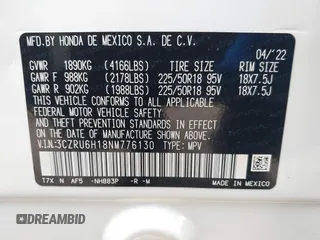 MFD.BY HONDA DE MEXICO S.A. DE C.V.
04/'22
GVWR 1890KG (4166LBS) RIM SIZE
GAWR F 988KG (2178LBS) 225/50R18 95V 18X7.5J
GAWR R 902KG (1988LBS) 225/50R18 95V 18X7.5J
THIS VEHICLE CONFORMS TO ALL APPLICABLE
FEDERAL MOTOR VEHICLE SAFETY, BUMPER,
AND THEFT PREVENTION STANDARDS IN EFFECT
ON THE DATE OF MANUFACTURE SHOWN ABOVE.
V.I.N:3CZRU6H18NM776130 TYPE: MPV
T7X N AF5 -NH883P -R -M
MADE IN MEXICO
REVEAL.AUTO